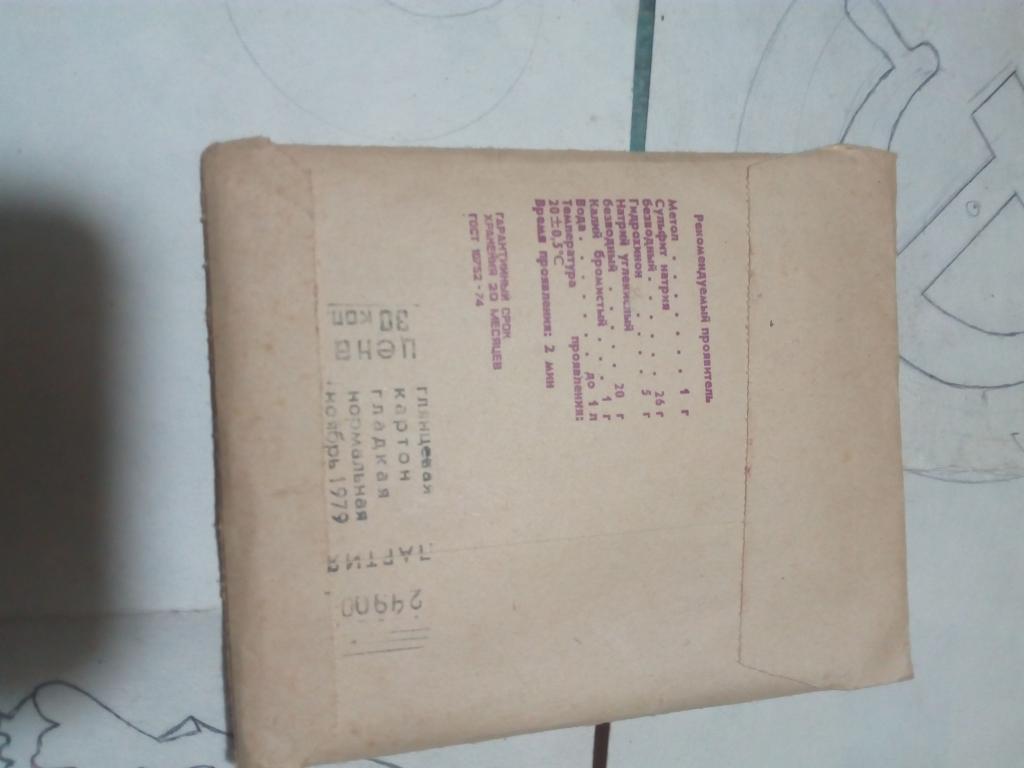 Рекомендуемый проявитель
Метол . . . . . . 1 г
Сульфит натрия
безводный . . . . 26 г
Гидрохинон . . . 5 г
Натрий углекислый
безводный . . . . 20 г
Калий бромистый . . 1 г
Вода . . . . . . до 1 л
Температура проявления:
20±0,5°С
Время проявления: 2 мин
ГАРАНТИЙНЫЙ СРОК
ХРАНЕНИЯ 20 МЕСЯЦЕВ
ГОСТ 10752-74
глянцевая
картон
гладкая
нормальная
ноябрь 1979
цена
30 коп